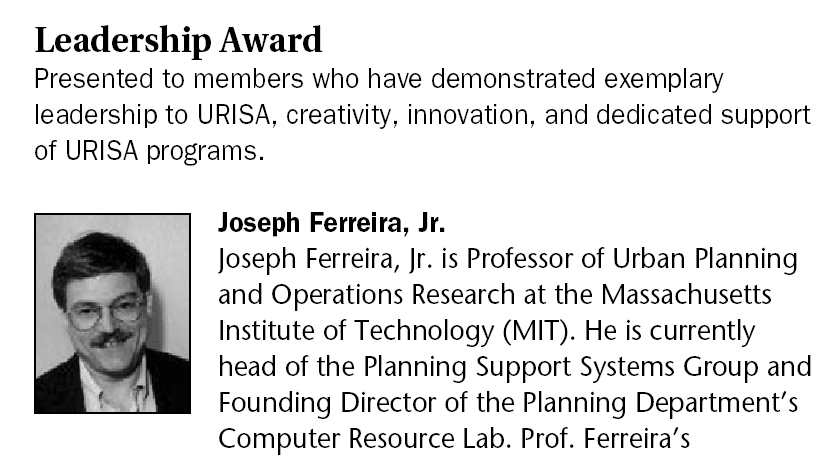 Leadership Award
Presented to members who have demonstrated exemplary
leadership to URISA, creativity, innovation, and dedicated support
of URISA programs.
Joseph Ferreira, Jr.
Joseph Ferreira, Jr. is Professor of Urban Planning
and Operations Research at the Massachusetts
Institute of Technology (MIT). He is currently
head of the Planning Support Systems Group and
Founding Director of the Planning Department’s
Computer Resource Lab. Prof. Ferreira’s